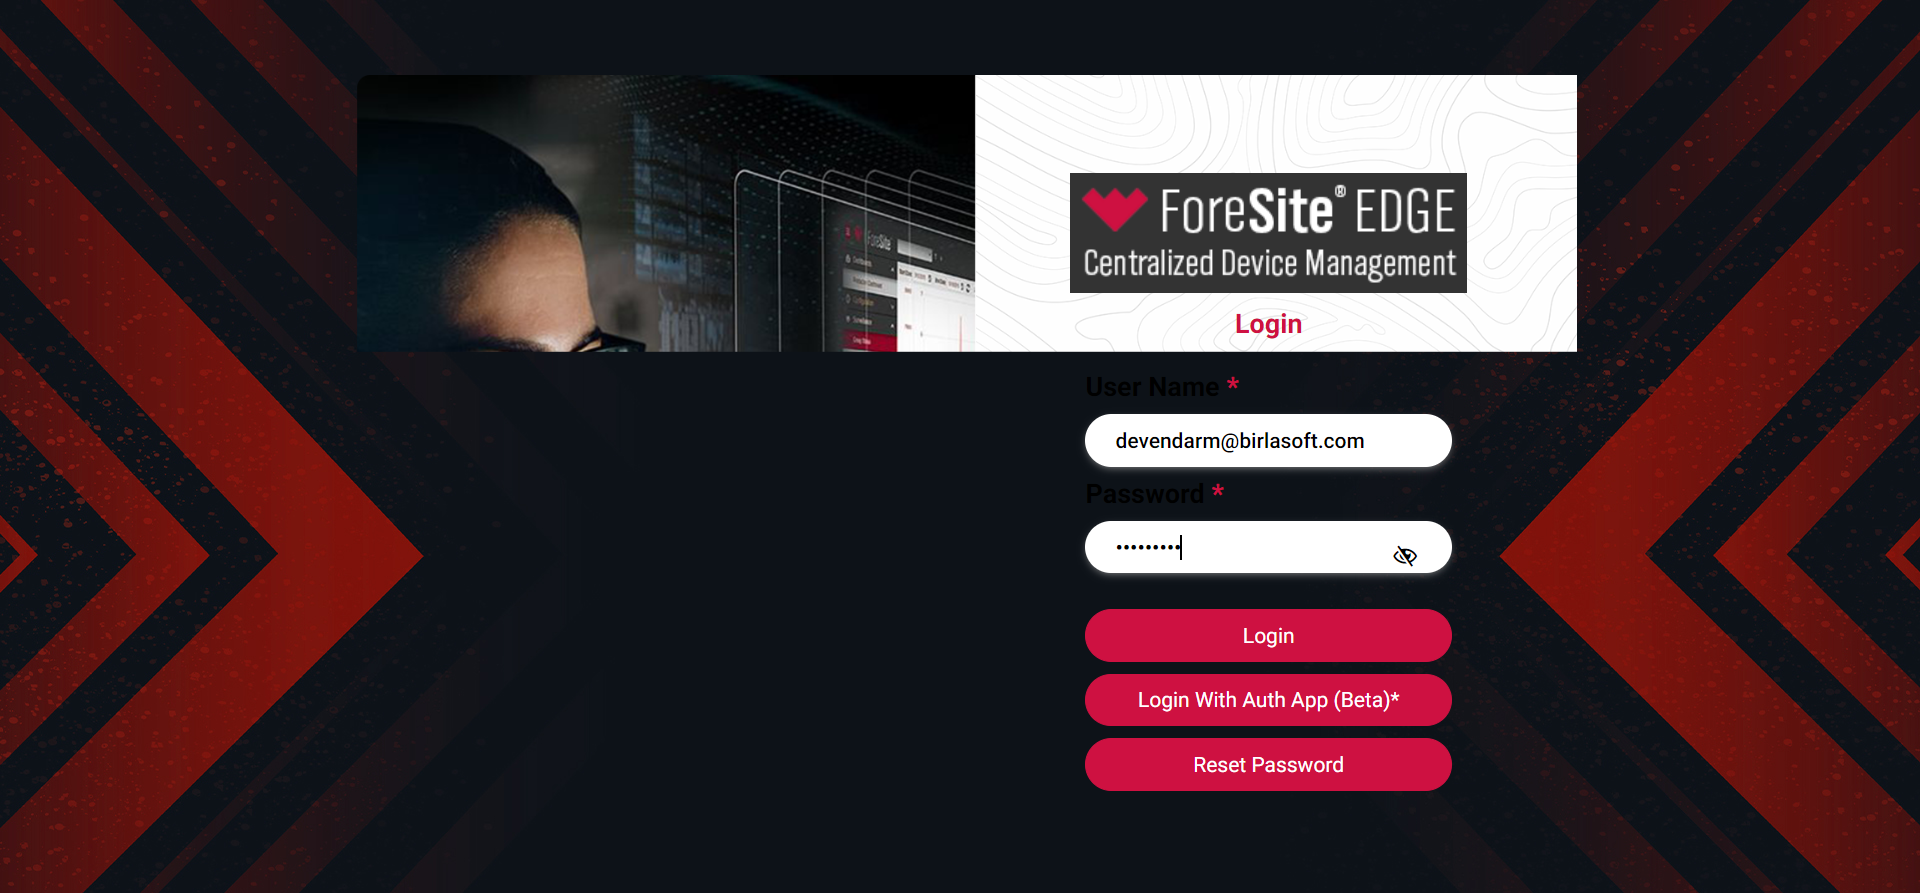 ForeSite
ForeSite® EDGE
Centralized Device Management
Login
User Name *
devendarm@birlasoft.com
Password *
•••••••••
Login
Login With Auth App (Beta)*
Reset Password